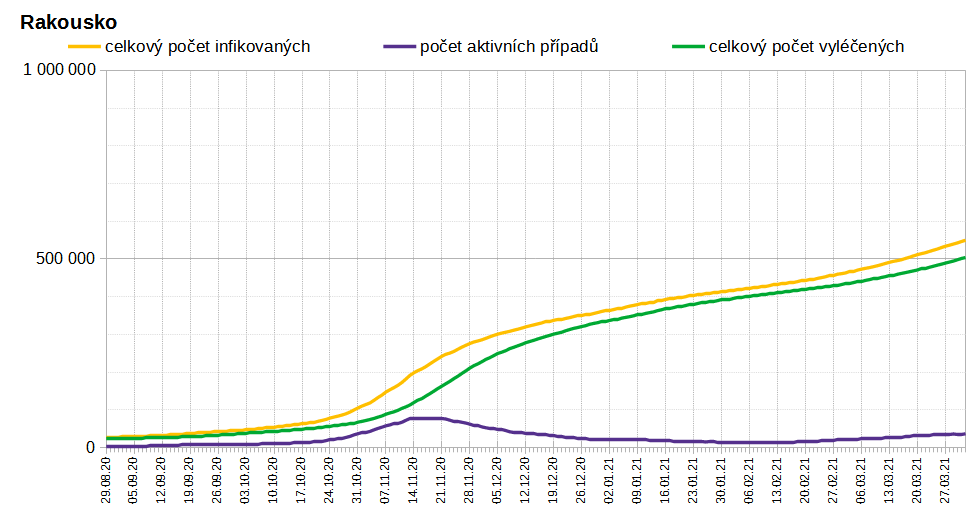 Rakousko
celkový počet infikovaných počet aktivních případů celkový počet vyléčených
1 000 000
500 000
0
29.08.20 05.09.20 12.09.20 19.09.20 26.09.20 03.10.20 10.10.20 17.10.20 24.10.20 31.10.20 07.11.20 14.11.20 21.11.20 28.11.20 05.12.20 12.12.20 19.12.20 26.12.20 02.01.21 09.01.21 16.01.21 23.01.21 30.01.21 06.02.21 13.02.21 20.02.21 27.02.21 06.03.21 13.03.21 20.03.21 27.03.21